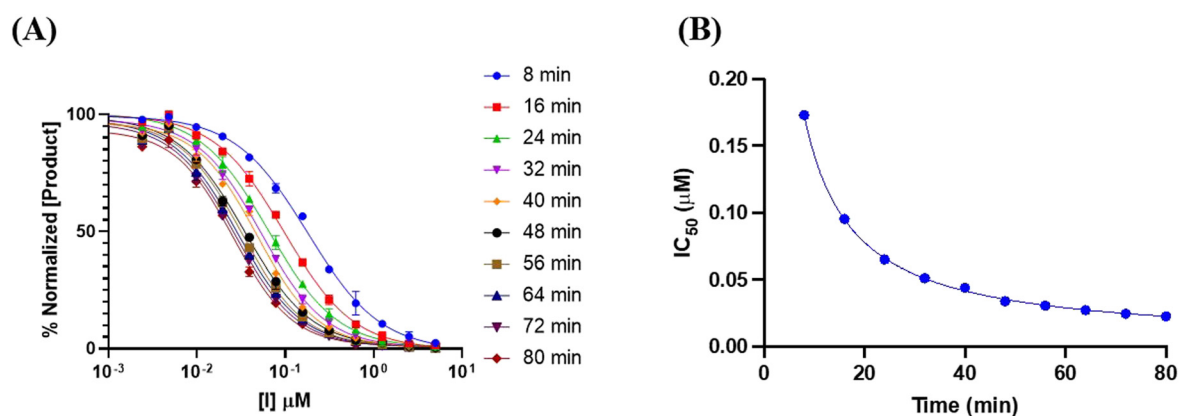 (A)
% Normalized [Product]
100
50
0
10⁻³ 10⁻² 10⁻¹ 10⁰ 10¹
[I] μM
8 min
16 min
24 min
32 min
40 min
48 min
56 min
64 min
72 min
80 min
(B)
IC₅₀ (μM)
0.20
0.15
0.10
0.05
0.00
0 20 40 60 80
Time (min)